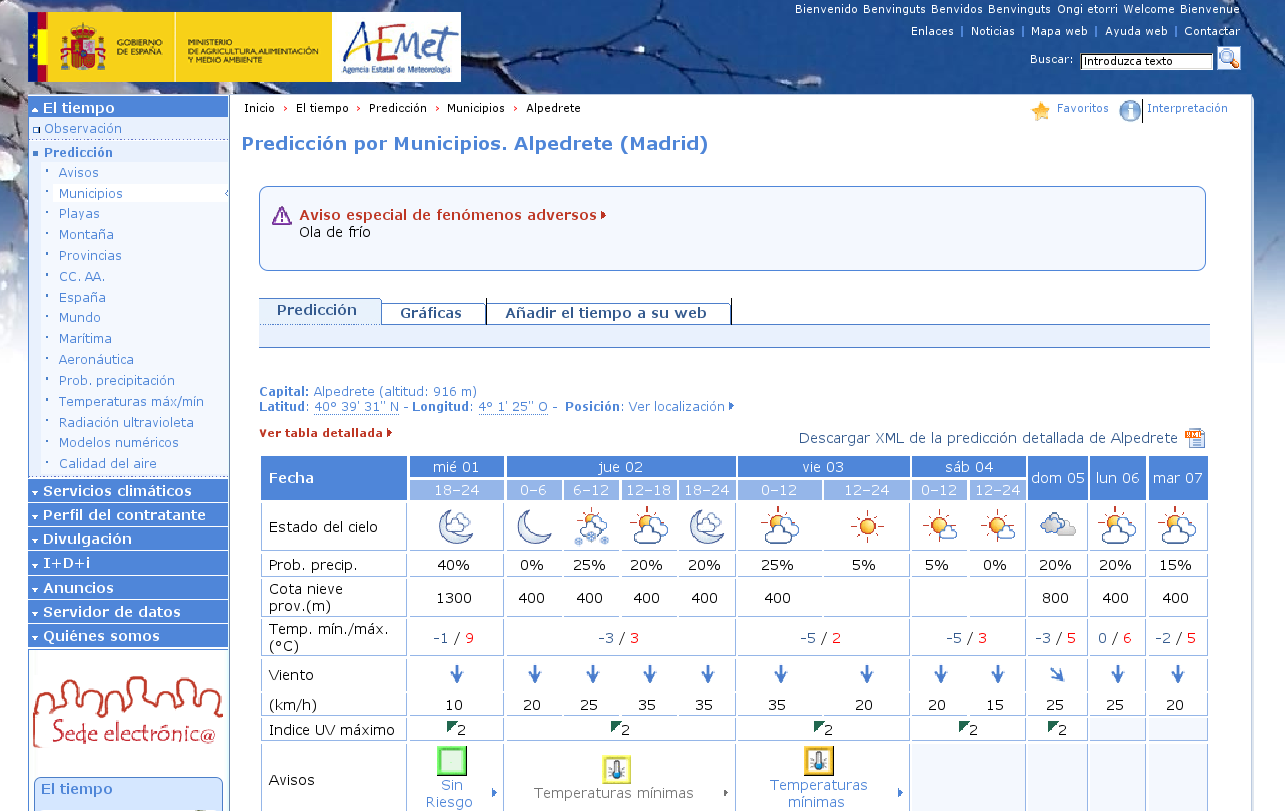 Bienvenido Benvinguts Benvidos Benvinguts Ongi etorri Welcome Bienvenue
Enlaces | Noticias | Mapa web | Ayuda web | Contactar
Buscar: Introduzca texto
GOBIERNO DE ESPAÑA
MINISTERIO DE AGRICULTURA, ALIMENTACIÓN Y MEDIO AMBIENTE
AEMet
Agencia Estatal de Meteorología
El tiempo
Observación
Predicción
Avisos
Municipios
Playas
Montaña
Provincias
CC. AA.
España
Mundo
Marítima
Aeronáutica
Prob. precipitación
Temperaturas máx/mín
Radiación ultravioleta
Modelos numéricos
Calidad del aire
Servicios climáticos
Perfil del contratante
Divulgación
I+D+i
Anuncios
Servidor de datos
Quiénes somos
Sede electrónic@
El tiempo
Inicio > El tiempo > Predicción > Municipios > Alpedrete
Favoritos
Interpretación
Predicción por Municipios. Alpedrete (Madrid)
Aviso especial de fenómenos adversos
Ola de frío
Predicción
Gráficas
Añadir el tiempo a su web
Capital: Alpedrete (altitud: 916 m)
Latitud: 40º 39' 31'' N - Longitud: 4º 1' 25'' O - Posición: Ver localización
Ver tabla detallada
Descargar XML de la predicción detallada de Alpedrete
XML
Fecha mié 01 jue 02 vie 03 sáb 04 dom 05 lun 06 mar 07
18–24 0–6 6–12 12–18 18–24 0–12 12–24 0–12 12–24
Estado del cielo
Prob. precip. 40% 0% 25% 20% 20% 25% 5% 5% 0% 20% 20% 15%
Cota nieve prov.(m) 1300 400 400 400 400 400 800 400 400
Temp. mín./máx. (°C) -1 / 9 -3 / 3 -5 / 2 -5 / 3 -3 / 5 0 / 6 -2 / 5
Viento
(km/h) 10 20 25 35 35 35 20 20 15 25 25 20
Indice UV máximo 2 2 2 2 2
Avisos
Sin Riesgo
Temperaturas mínimas
Temperaturas mínimas